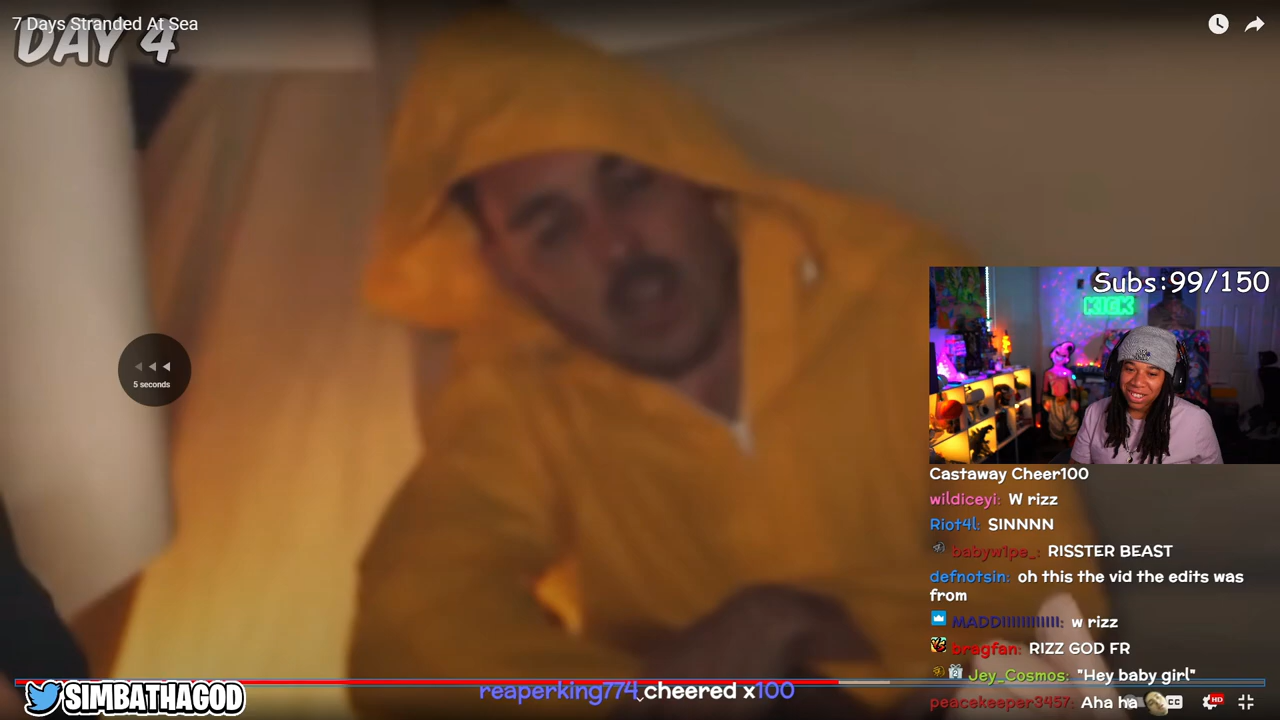 7 Days Stranded At Sea
DAY 4
Subs:99/150
KICK
5 seconds
Castaway Cheer100
wildiceyi: W rizz
Riot4l: SINNNN
babyw1pe_: RISSTER BEAST
defnotsin: oh this the vid the edits was
from
MADDIIIIIIIIIII: w rizz
bragfan: RIZZ GOD FR
Jey_Cosmos: "Hey baby girl"
peacekeeper3457: Aha ha
CC
HD
SIMBATHAGOD
reaperking774 cheered x100